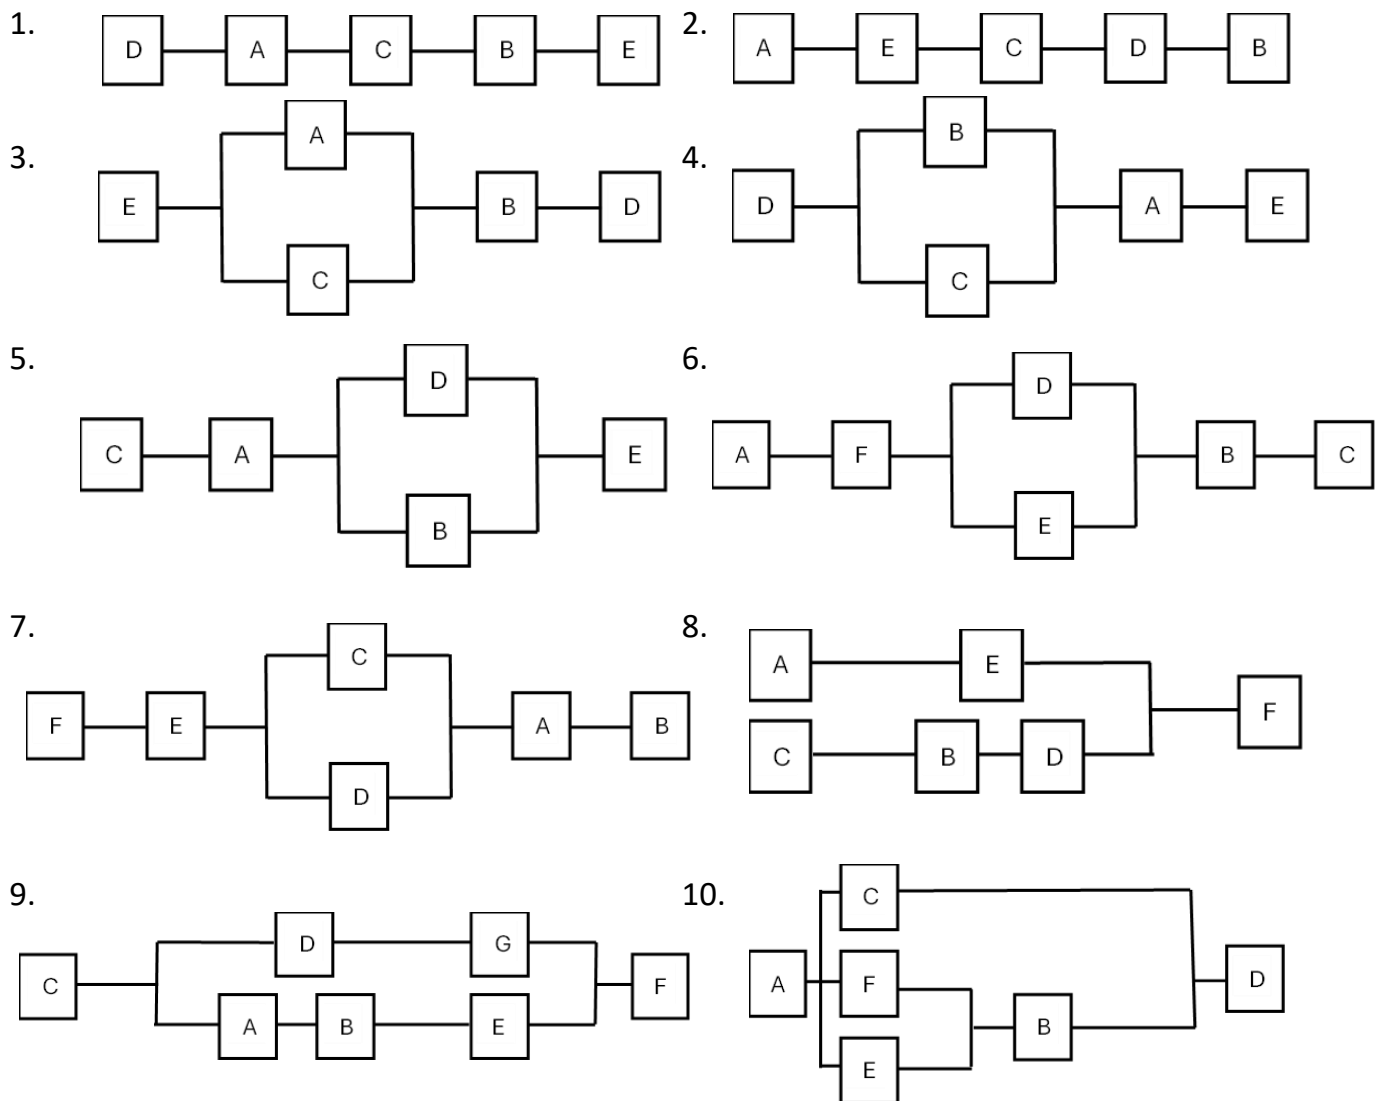 1.
D A C B E
2.
A E C D B
3.
A
E B D
C
4.
B
D A E
C
5.
D
C A E
B
6.
D
A F B C
E
7.
C
F E A B
D
8.
A E
F
C B D
9.
D G
C F
A B E
10.
C
A F D
B
E